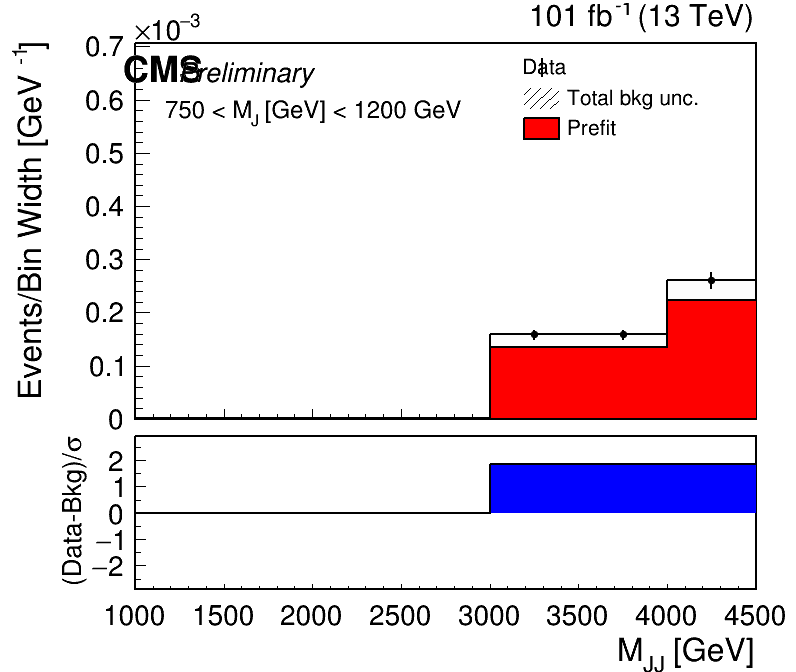 ×10⁻³
101 fb⁻¹ (13 TeV)
CMS Preliminary
750 < M_J [GeV] < 1200 GeV
Data
Total bkg unc.
Prefit
Events/Bin Width [GeV⁻¹]
0.7
0.6
0.5
0.4
0.3
0.2
0.1
0
(Data-Bkg)/σ
2
1
0
−1
−2
1000 1500 2000 2500 3000 3500 4000 4500
M_JJ [GeV]